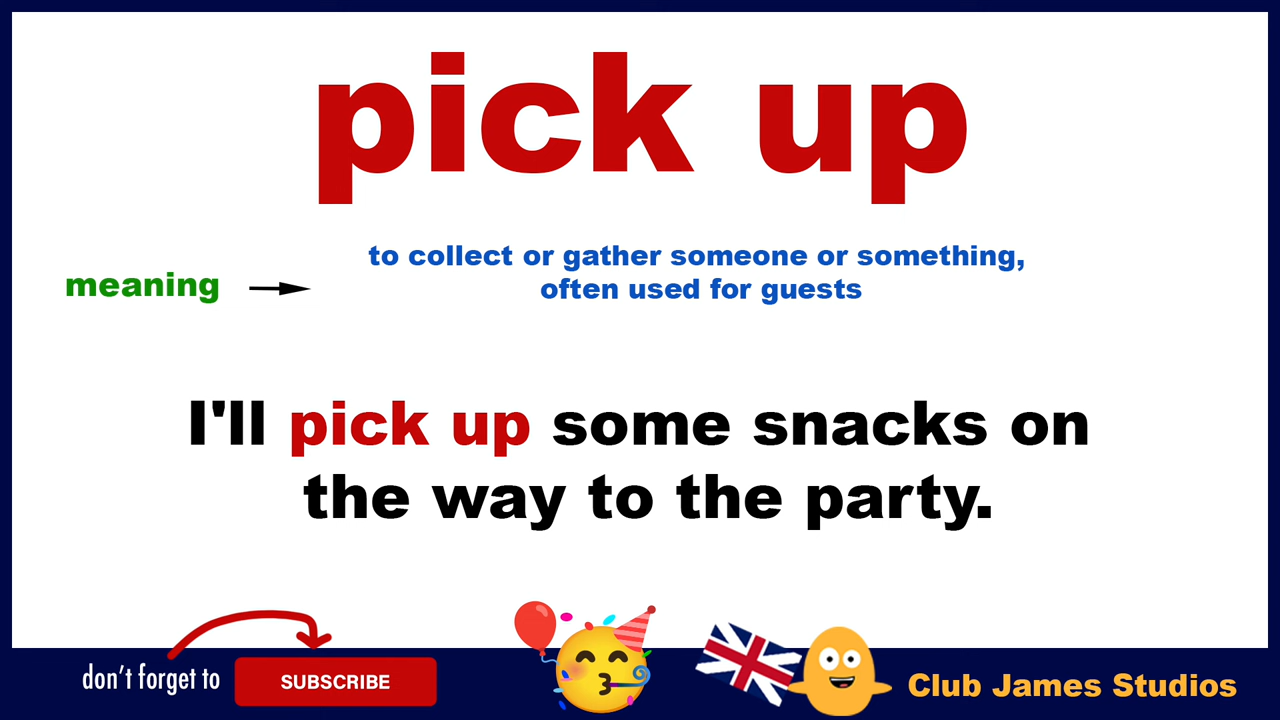 pick up
meaning
to collect or gather someone or something,
often used for guests
I'll pick up some snacks on
the way to the party.
don't forget to
SUBSCRIBE
Club James Studios